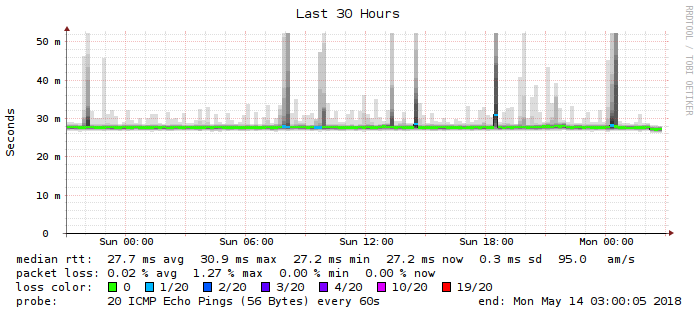 Last 30 Hours
RRDTOOL / TOBI OETIKER
Seconds
50 m
40 m
30 m
20 m
10 m
0
Sun 00:00 Sun 06:00 Sun 12:00 Sun 18:00 Mon 00:00
median rtt: 27.7 ms avg 30.9 ms max 27.2 ms min 27.2 ms now 0.3 ms sd 95.0 am/s
packet loss: 0.02 % avg 1.27 % max 0.00 % min 0.00 % now
loss color: 0 1/20 2/20 3/20 4/20 10/20 19/20
probe: 20 ICMP Echo Pings (56 Bytes) every 60s end: Mon May 14 03:00:05 2018